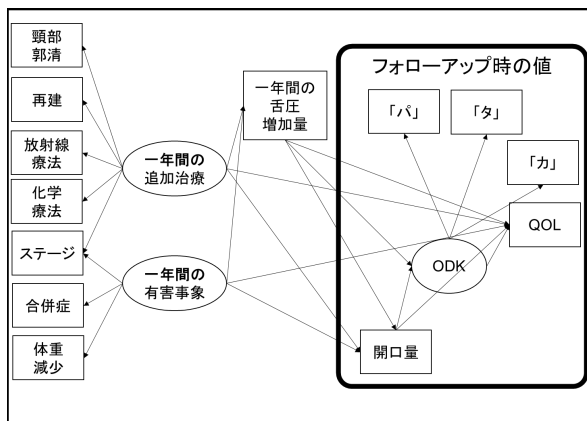 頸部
郭清
再建
放射線
療法
化学
療法
ステージ
合併症
体重
減少
一年間の
追加治療
一年間の
有害事象
一年間の
舌圧
増加量
フォローアップ時の値
「パ」
「タ」
「カ」
QOL
ODK
開口量